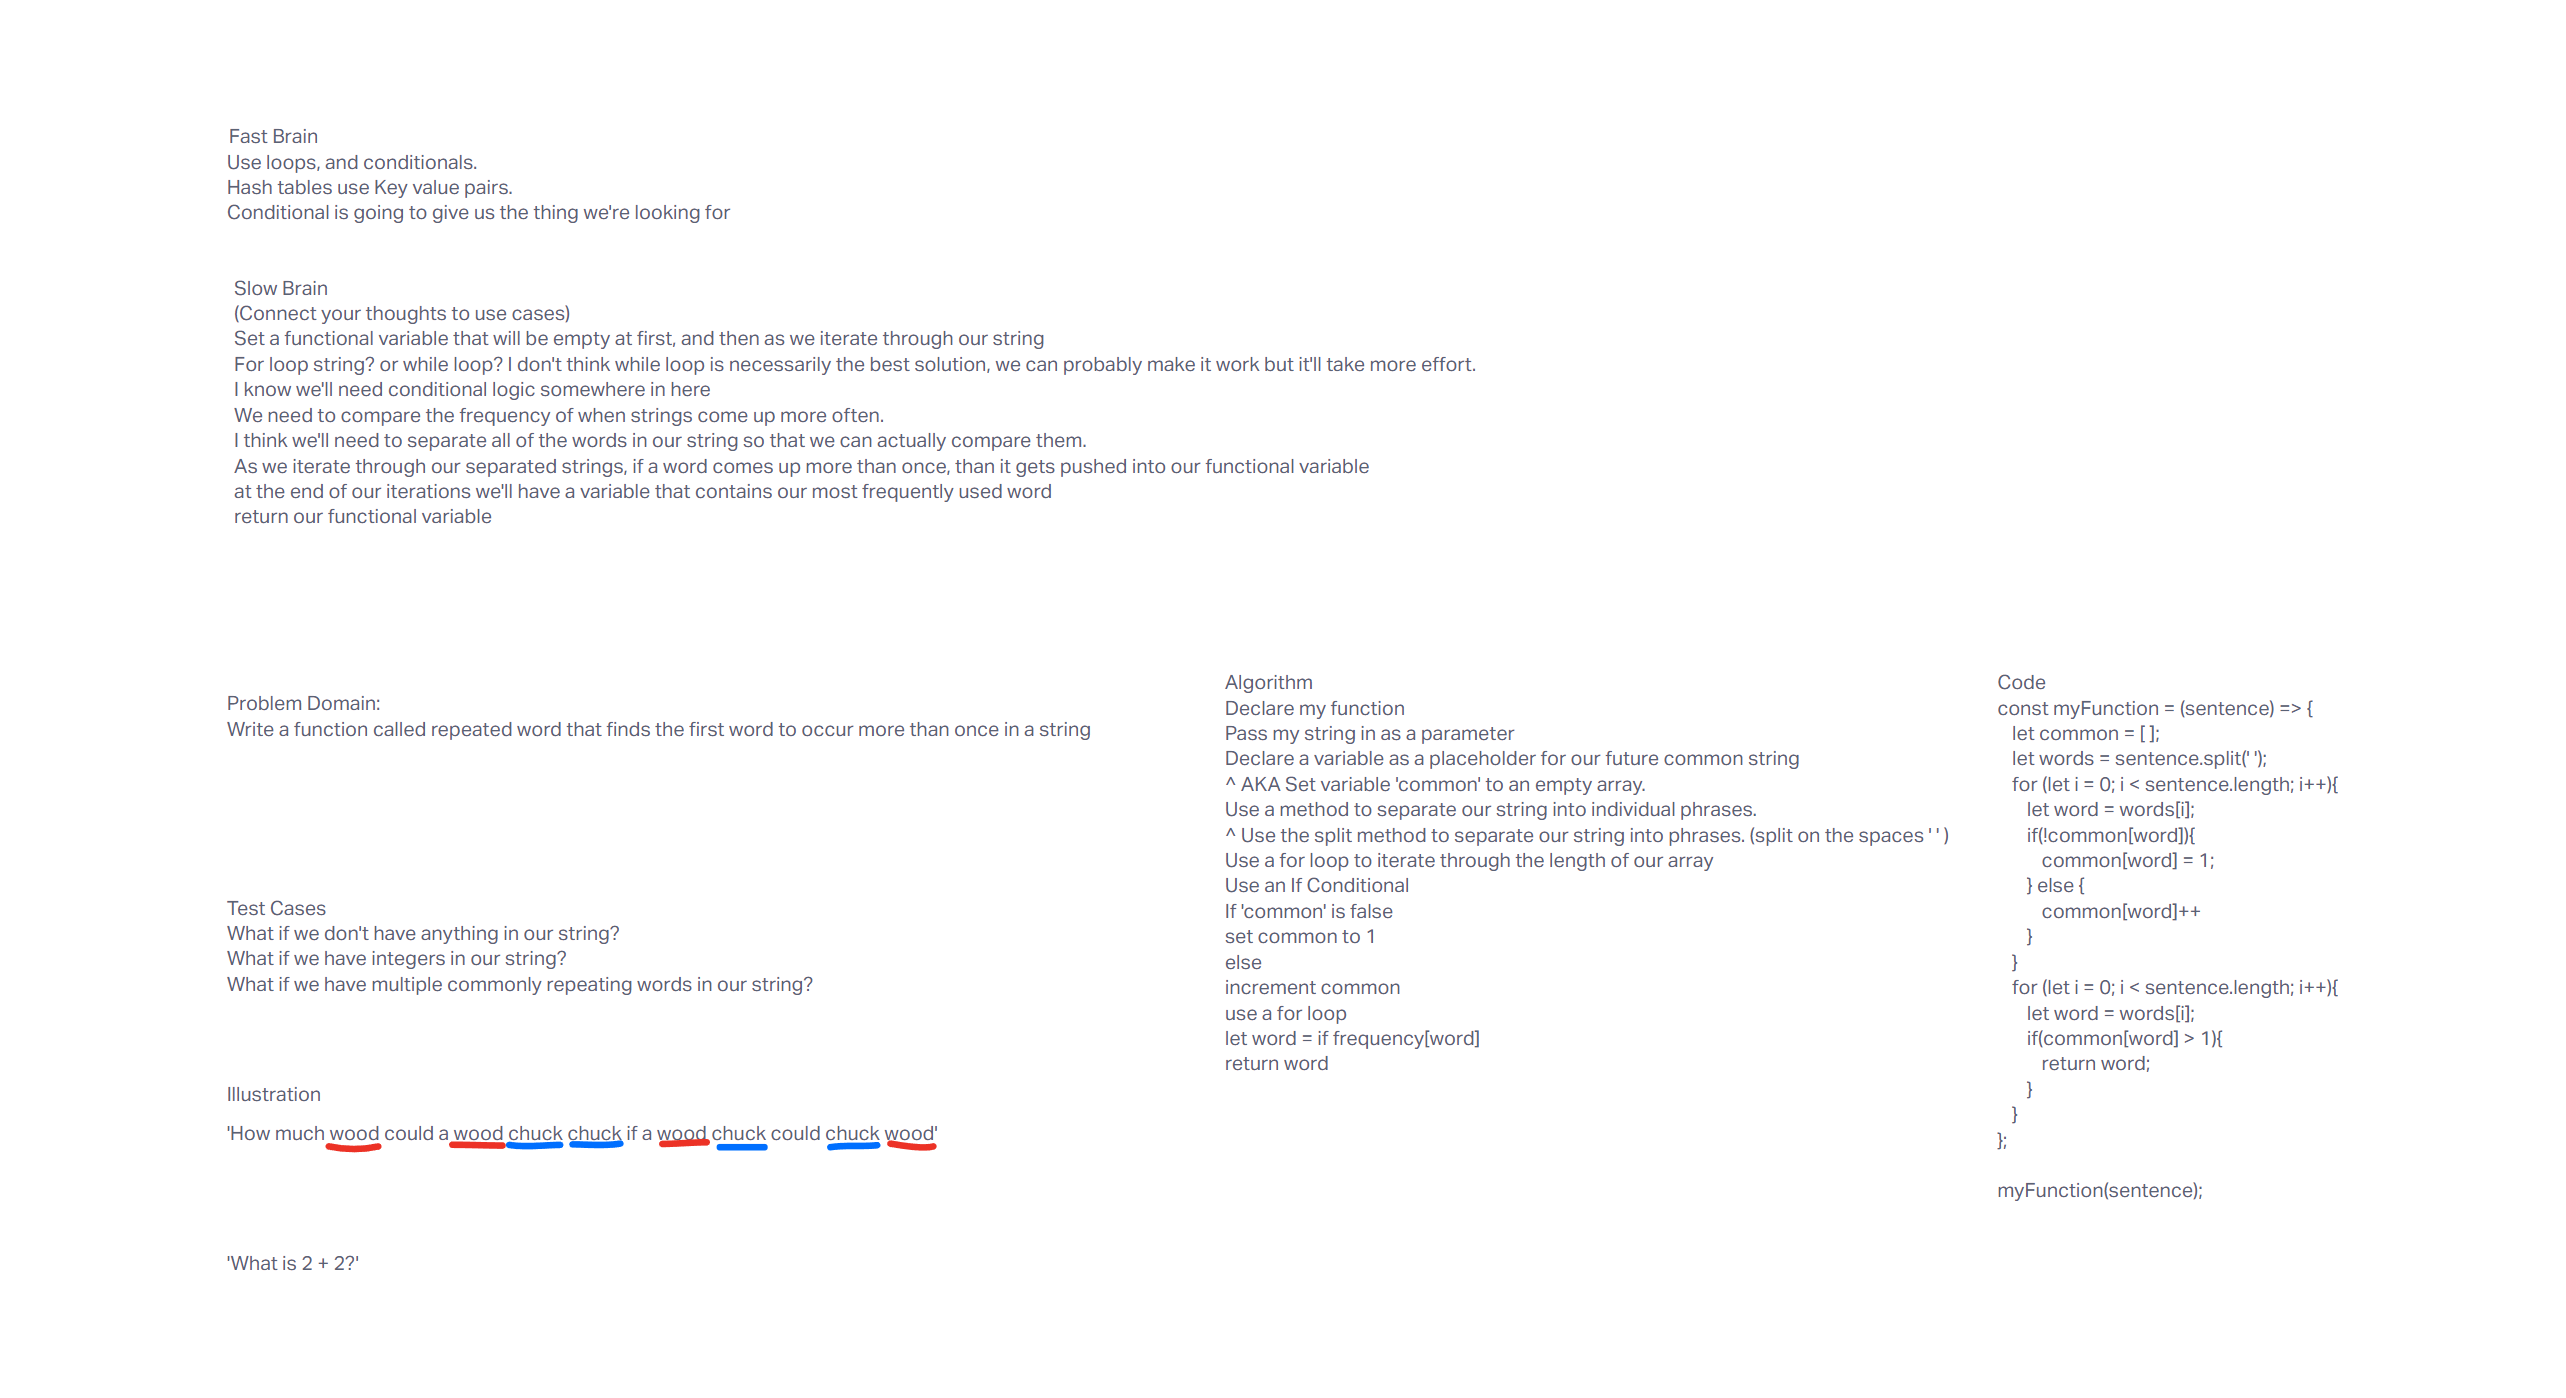 Fast Brain
Use loops, and conditionals.
Hash tables use Key value pairs.
Conditional is going to give us the thing we're looking for
Slow Brain
(Connect your thoughts to use cases)
Set a functional variable that will be empty at first, and then as we iterate through our string
For loop string? or while loop? I don't think while loop is necessarily the best solution, we can probably make it work but it'll take more effort.
I know we'll need conditional logic somewhere in here
We need to compare the frequency of when strings come up more often.
I think we'll need to separate all of the words in our string so that we can actually compare them.
As we iterate through our separated strings, if a word comes up more than once, than it gets pushed into our functional variable
at the end of our iterations we'll have a variable that contains our most frequently used word
return our functional variable
Problem Domain:
Write a function called repeated word that finds the first word to occur more than once in a string
Test Cases
What if we don't have anything in our string?
What if we have integers in our string?
What if we have multiple commonly repeating words in our string?
Illustration
'How much wood could a wood chuck chuck if a wood chuck could chuck wood'
'What is 2 + 2?'
Algorithm
Declare my function
Pass my string in as a parameter
Declare a variable as a placeholder for our future common string
^ AKA Set variable 'common' to an empty array.
Use a method to separate our string into individual phrases.
^ Use the split method to separate our string into phrases. (split on the spaces ' ' )
Use a for loop to iterate through the length of our array
Use an If Conditional
If 'common' is false
set common to 1
else
increment common
use a for loop
let word = if frequency[word]
return word
Code
const myFunction = (sentence) => {
let common = [ ];
let words = sentence.split(' ');
for (let i = 0; i < sentence.length; i++){
let word = words[i];
if(!common[word]){
common[word] = 1;
} else {
common[word]++
}
}
for (let i = 0; i < sentence.length; i++){
let word = words[i];
if(common[word] > 1){
return word;
}
}
};
myFunction(sentence);